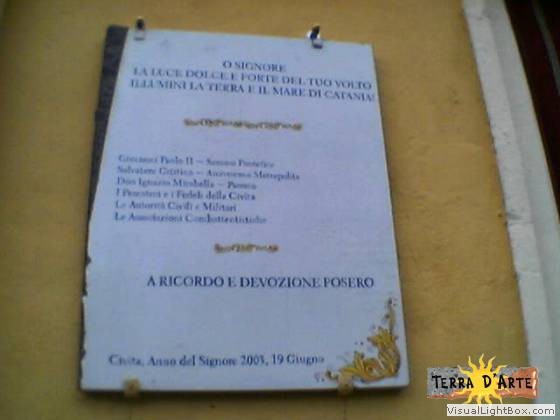 O SIGNORE
LA LUCE DOLCE E FORTE DEL TUO VOLTO
ILLUMINI LA TERRA E IL MARE DI CATANIA!
Giovanni Paolo II – Sommo Pontefice
Salvatore Gristina – Arcivescovo Metropolita
Don Ignazio Mirabella – Parroco
I Pescatori e i Fedeli della Civita
Le Autorità Civili e Militari
Le Associazioni
A RICORDO E DEVOZIONE POSERO
Civita, Anno del Signore 2003, 19 Giugno
TERRA D'ARTE
VisualLightBox.com